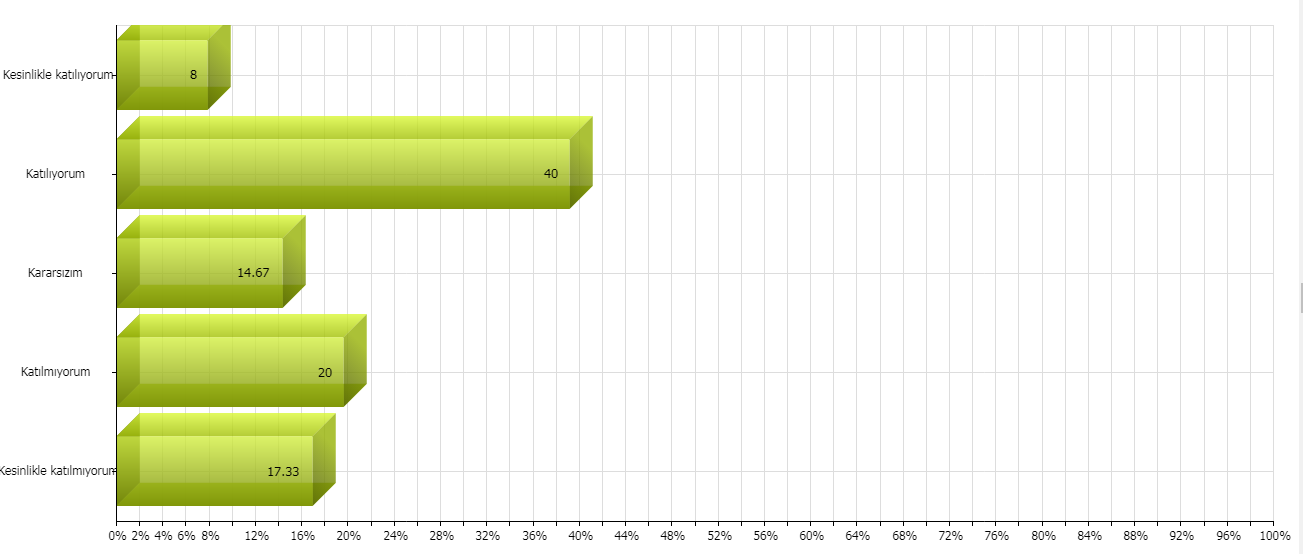 Kesinlikle katılıyorum 8
Katılıyorum 40
Kararsızım 14.67
Katılmıyorum 20
Kesinlikle katılmıyorum 17.33
0% 2% 4% 6% 8% 12% 16% 20% 24% 28% 32% 36% 40% 44% 48% 52% 56% 60% 64% 68% 72% 76% 80% 84% 88% 92% 96% 100%